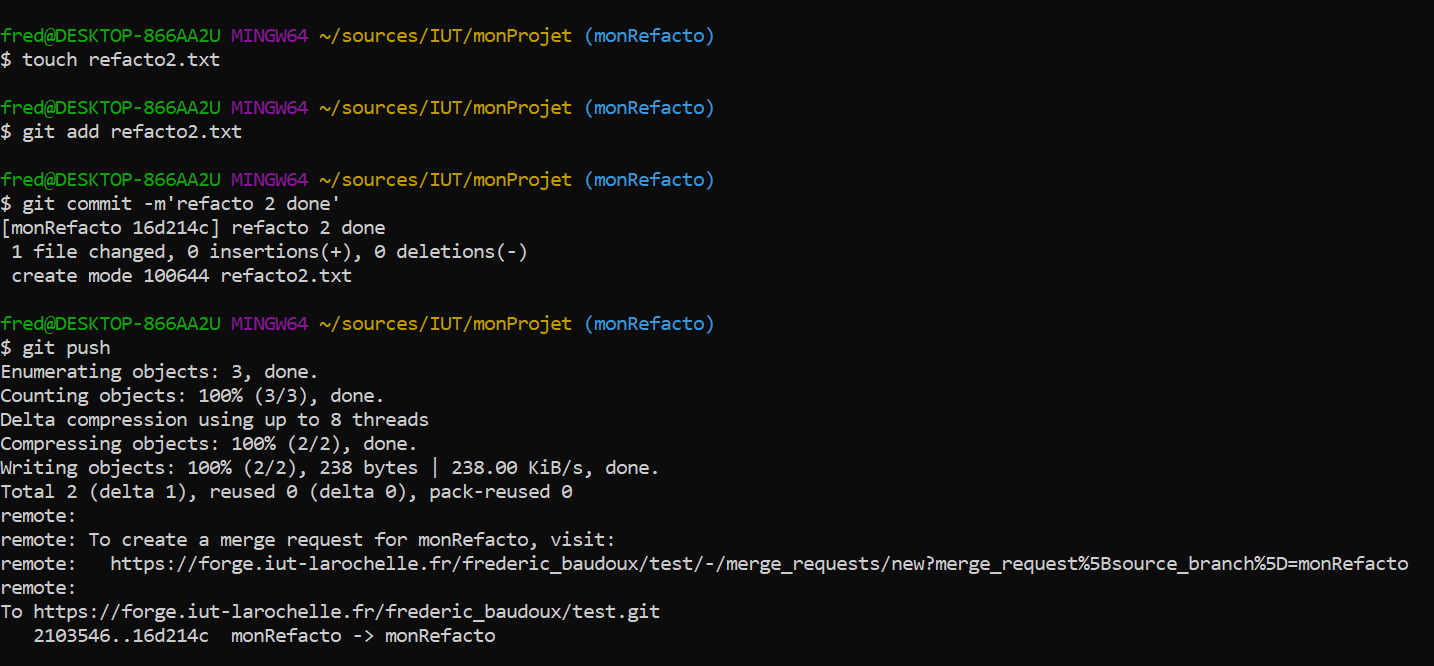 fred@DESKTOP-866AA2U MINGW64 ~/sources/IUT/monProjet (monRefacto)
$ touch refacto2.txt
fred@DESKTOP-866AA2U MINGW64 ~/sources/IUT/monProjet (monRefacto)
$ git add refacto2.txt
fred@DESKTOP-866AA2U MINGW64 ~/sources/IUT/monProjet (monRefacto)
$ git commit -m'refacto 2 done'
[monRefacto 16d214c] refacto 2 done
 1 file changed, 0 insertions(+), 0 deletions(-)
 create mode 100644 refacto2.txt
fred@DESKTOP-866AA2U MINGW64 ~/sources/IUT/monProjet (monRefacto)
$ git push
Enumerating objects: 3, done.
Counting objects: 100% (3/3), done.
Delta compression using up to 8 threads
Compressing objects: 100% (2/2), done.
Writing objects: 100% (2/2), 238 bytes | 238.00 KiB/s, done.
Total 2 (delta 1), reused 0 (delta 0), pack-reused 0
remote:
remote: To create a merge request for monRefacto, visit:
remote:   https://forge.iut-larochelle.fr/frederic_baudoux/test/-/merge_requests/new?merge_request%5Bsource_branch%5D=monRefacto
remote:
To https://forge.iut-larochelle.fr/frederic_baudoux/test.git
   2103546..16d214c  monRefacto -> monRefacto